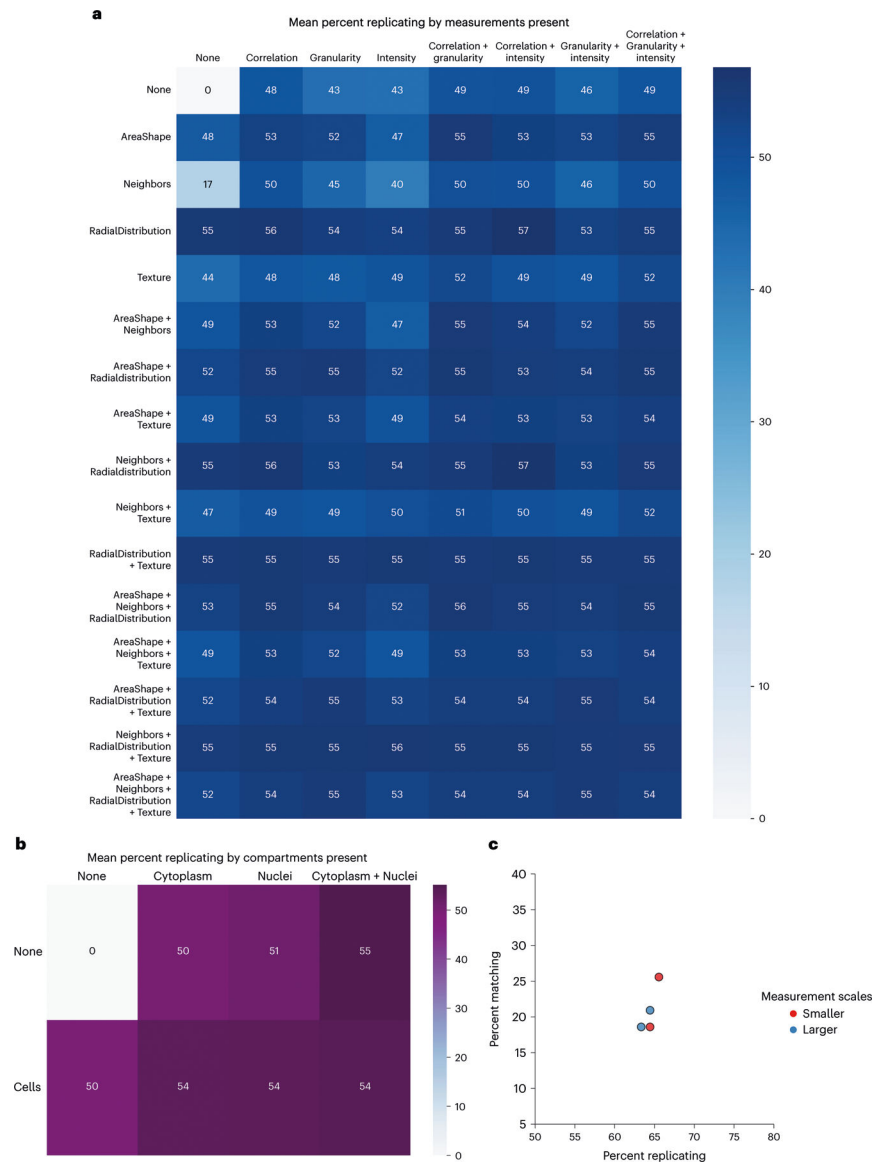 a
Mean percent replicating by measurements present
None Correlation Granularity Intensity Correlation + granularity Correlation + intensity Granularity + intensity Correlation + Granularity + intensity
None 0 48 43 43 49 49 46 49
AreaShape 48 53 52 47 55 53 53 55
Neighbors 17 50 45 40 50 50 46 50
RadialDistribution 55 56 54 54 55 57 53 55
Texture 44 48 48 49 52 49 49 52
AreaShape +
Neighbors 49 53 52 47 55 54 52 55
AreaShape +
Radialdistribution 52 55 55 52 55 53 54 55
AreaShape +
Texture 49 53 53 49 54 53 53 54
Neighbors +
Radialdistribution 55 56 53 54 55 57 53 55
Neighbors +
Texture 47 49 49 50 51 50 49 52
RadialDistribution
+ Texture 55 55 55 55 55 55 55 55
AreaShape +
Neighbors +
RadialDistribution 53 55 54 52 56 55 54 55
AreaShape +
Neighbors +
Texture 49 53 52 49 53 53 53 54
AreaShape +
RadialDistribution
+ Texture 52 54 55 53 54 54 55 54
Neighbors +
RadialDistribution
+ Texture 55 55 55 56 55 55 55 55
AreaShape +
Neighbors +
RadialDistribution
+ Texture 52 54 55 53 54 54 55 54
50
40
30
20
10
0
b
Mean percent replicating by compartments present
None Cytoplasm Nuclei Cytoplasm + Nuclei
None 0 50 51 55
Cells 50 54 54 54
50
40
30
20
10
0
c
Percent matching
40
35
30
25
20
15
10
5
50 55 60 65 70 75 80
Percent replicating
Measurement scales
Smaller
Larger